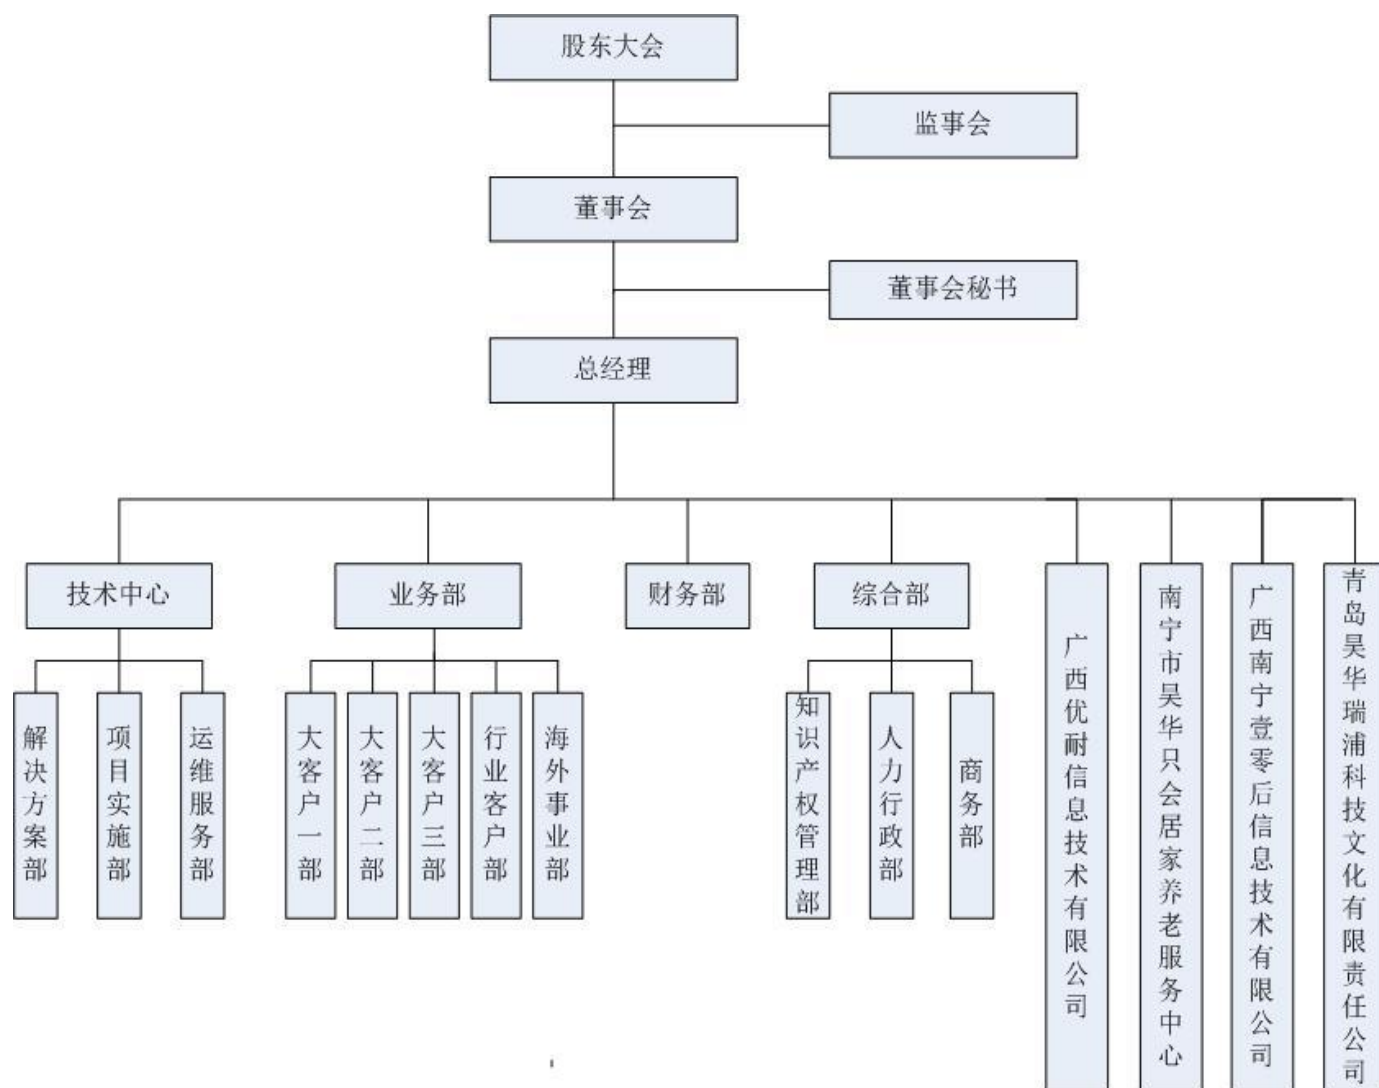 股东大会
监事会
董事会
董事会秘书
总经理
技术中心
业务部
财务部
综合部
广西优耐信息技术有限公司
南宁市昊华只会居家养老服务中心
广西南宁壹零后信息技术有限公司
青岛昊华瑞浦科技文化有限责任公司
解决方案部
项目实施部
运维服务部
大客户一部
大客户二部
大客户三部
行业客户部
海外事业部
知识产权管理部
人力行政部
商务部